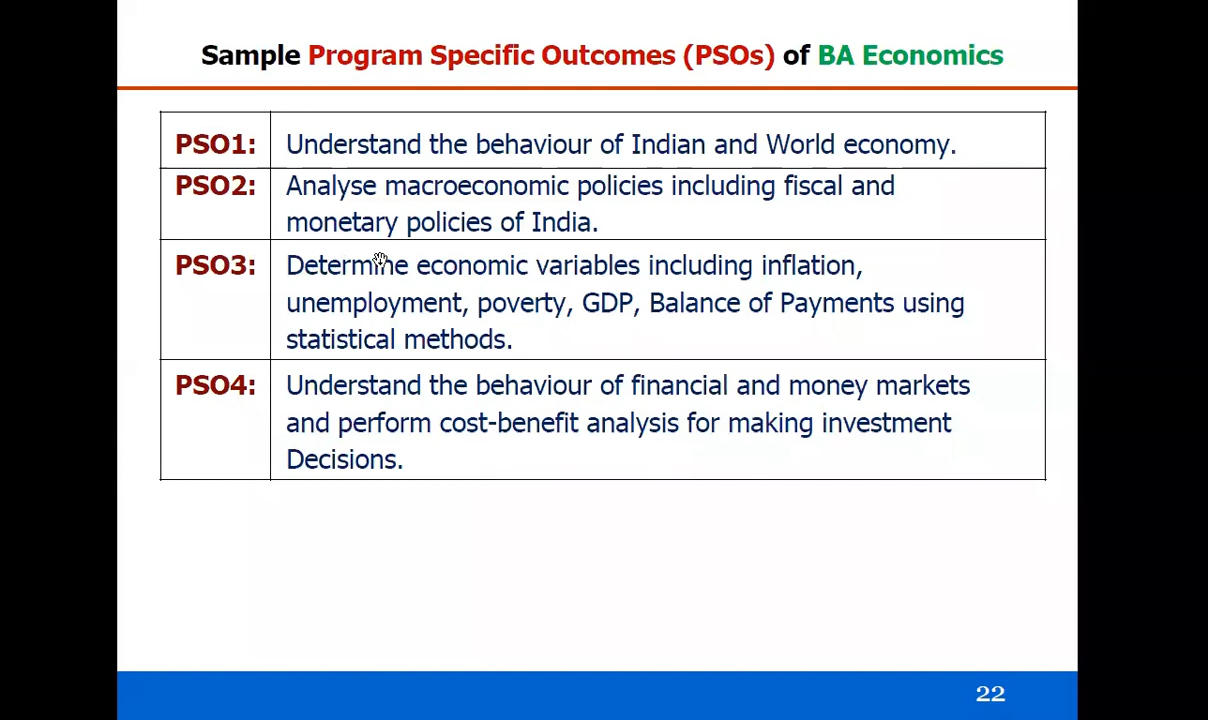 Sample Program Specific Outcomes (PSOs) of BA Economics
PSO1: Understand the behaviour of Indian and World economy.
PSO2: Analyse macroeconomic policies including fiscal and
monetary policies of India.
PSO3: Determine economic variables including inflation,
unemployment, poverty, GDP, Balance of Payments using
statistical methods.
PSO4: Understand the behaviour of financial and money markets
and perform cost-benefit analysis for making investment
Decisions.
22